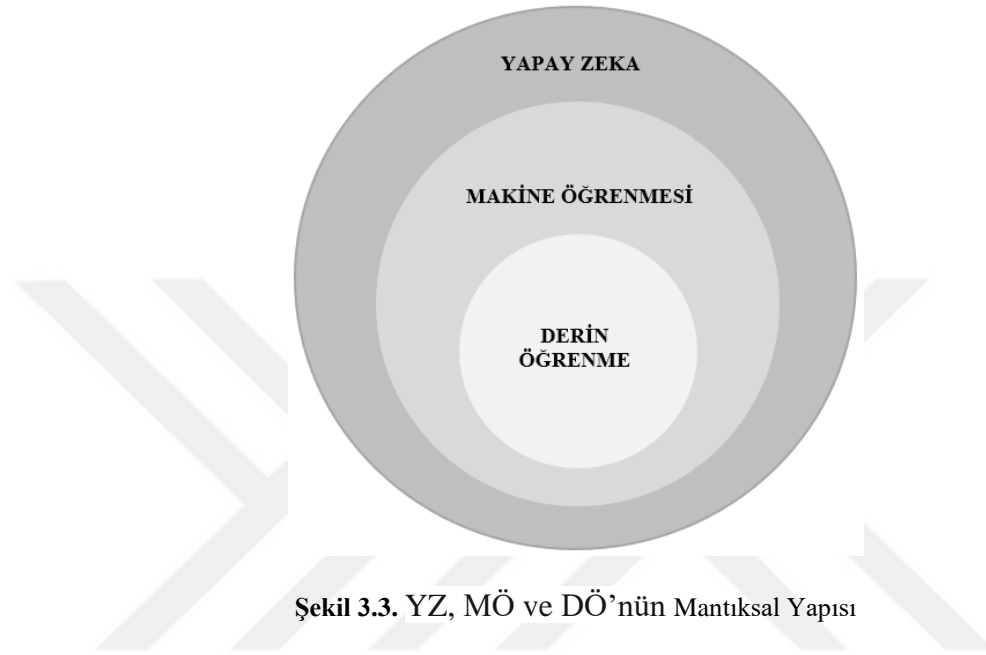 YAPAY ZEKA
MAKİNE ÖĞRENMESİ
DERİN
ÖĞRENME
Şekil 3.3. YZ, MÖ ve DÖ’nün Mantıksal Yapısı